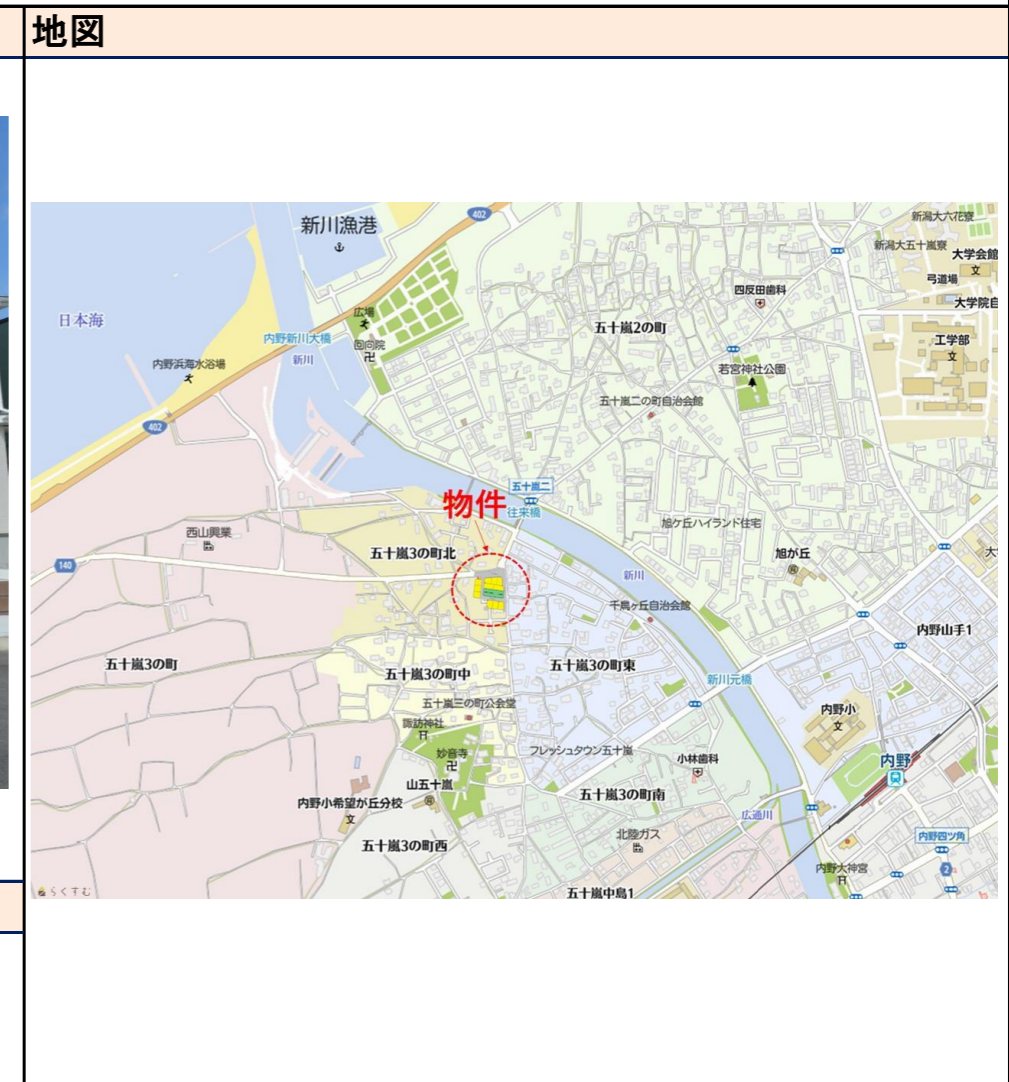 地図
新川漁港
402
新潟大六花寮
新潟大五十嵐寮
大学会館
弓道場
大学院自
四反田歯科
日本海
広場
五十嵐2の町
内野新川大橋
回向院
工学部
新川
内野浜海水浴場
若宮神社公園
五十嵐二の町自治会館
402
物件
五十嵐二
往来橋
旭ケ丘ハイランド住宅
西山興業
五十嵐3の町北
旭が丘
大
140
新川
千鳥ヶ丘自治会館
内野山手1
五十嵐3の町
五十嵐3の町東
五十嵐3の町中
新川元橋
五十嵐三の町公会堂
内野小
諏訪神社
妙音寺
フレッシュタウン五十嵐
小林歯科
内野
山五十嵐
五十嵐3の町南
内野小希望が丘分校
広通川
北陸ガス
内野四ツ角
五十嵐3の町西
内野大神宮
2
らくすむ
五十嵐中島1